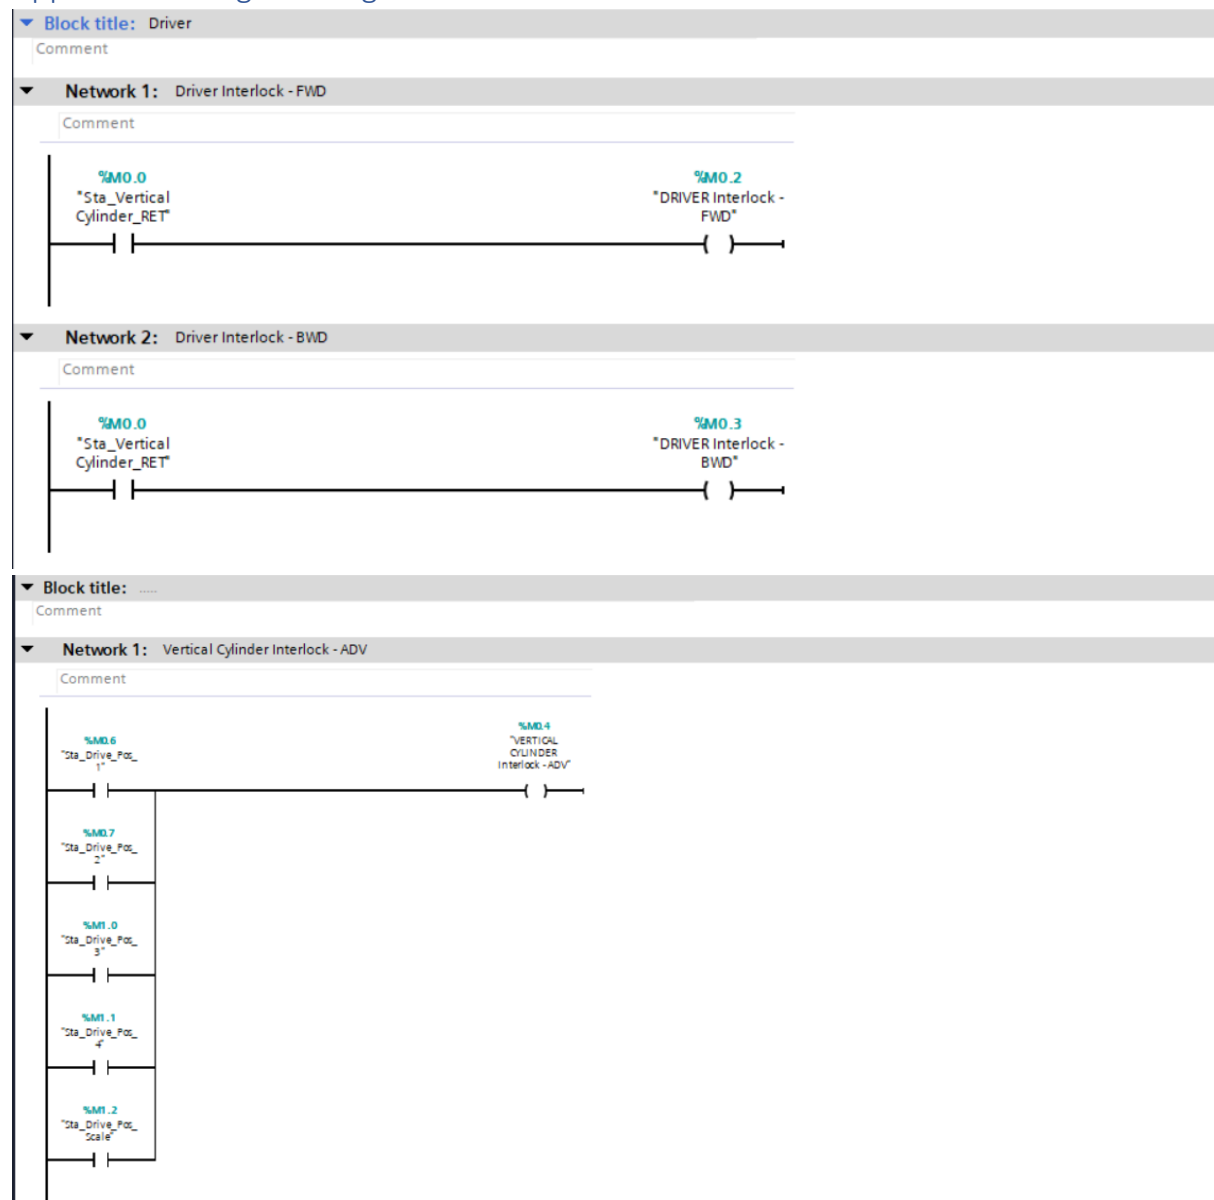 Block title: Driver
Comment
Network 1: Driver Interlock - FWD
Comment
%M0.0
"Sta_Vertical
Cylinder_RET"
%M0.2
"DRIVER Interlock -
FWD"
Network 2: Driver Interlock - BWD
Comment
%M0.0
"Sta_Vertical
Cylinder_RET"
%M0.3
"DRIVER Interlock -
BWD"
Block title: .....
Comment
Network 1: Vertical Cylinder Interlock - ADV
Comment
%M0.6
"Sta_Drive_Pos_
1"
%M0.4
"VERTICAL
CYLINDER
Interlock - ADV"
%M0.7
"Sta_Drive_Pos_
2"
%M1.0
"Sta_Drive_Pos_
3"
%M1.1
"Sta_Drive_Pos_
4"
%M1.2
"Sta_Drive_Pos_
Scale"